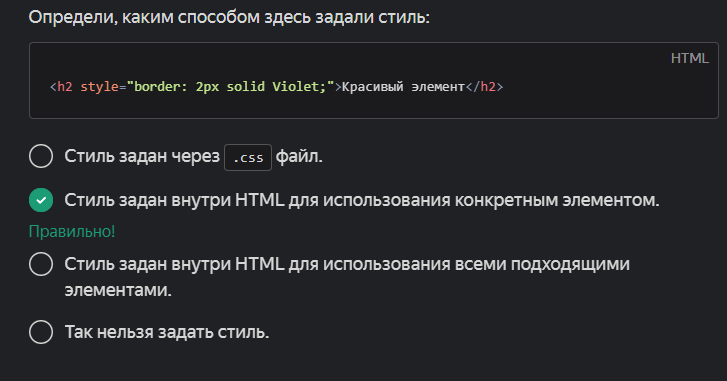 Определи, каким способом здесь задали стиль:
HTML
<h2 style="border: 2px solid Violet;">Красивый элемент</h2>
Стиль задан через .css файл.
Стиль задан внутри HTML для использования конкретным элементом.
Правильно!
Стиль задан внутри HTML для использования всеми подходящими
элементами.
Так нельзя задать стиль.